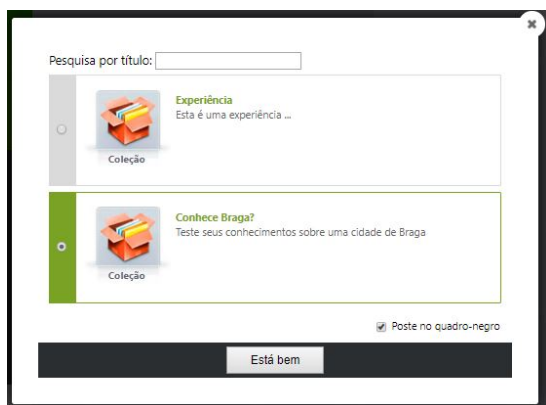 Pesquisa por título:
Experiência
Esta é uma experiência ...
Coleção
Conhece Braga?
Teste seus conhecimentos sobre uma cidade de Braga
Coleção
Poste no quadro-negro
Está bem